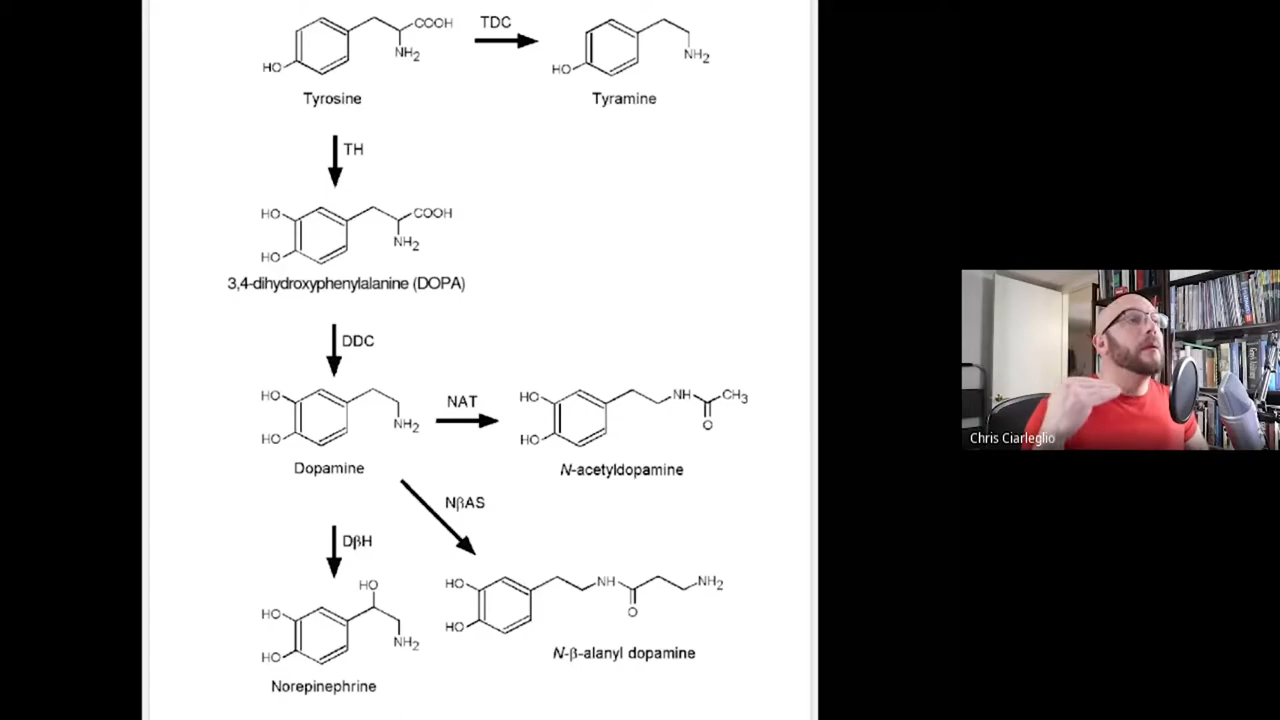 COOH
NH2
HO
Tyrosine
TDC
NH2
HO
Tyramine
TH
HO
COOH
HO
NH2
3,4-dihydroxyphenylalanine (DOPA)
DDC
HO
HO
NH2
Dopamine
NAT
HO
NH
CH3
HO
O
N-acetyldopamine
NβAS
DβH
HO
HO
HO
NH2
Norepinephrine
HO
NH
NH2
HO
O
N-β-alanyl dopamine
Chris Ciarleglio